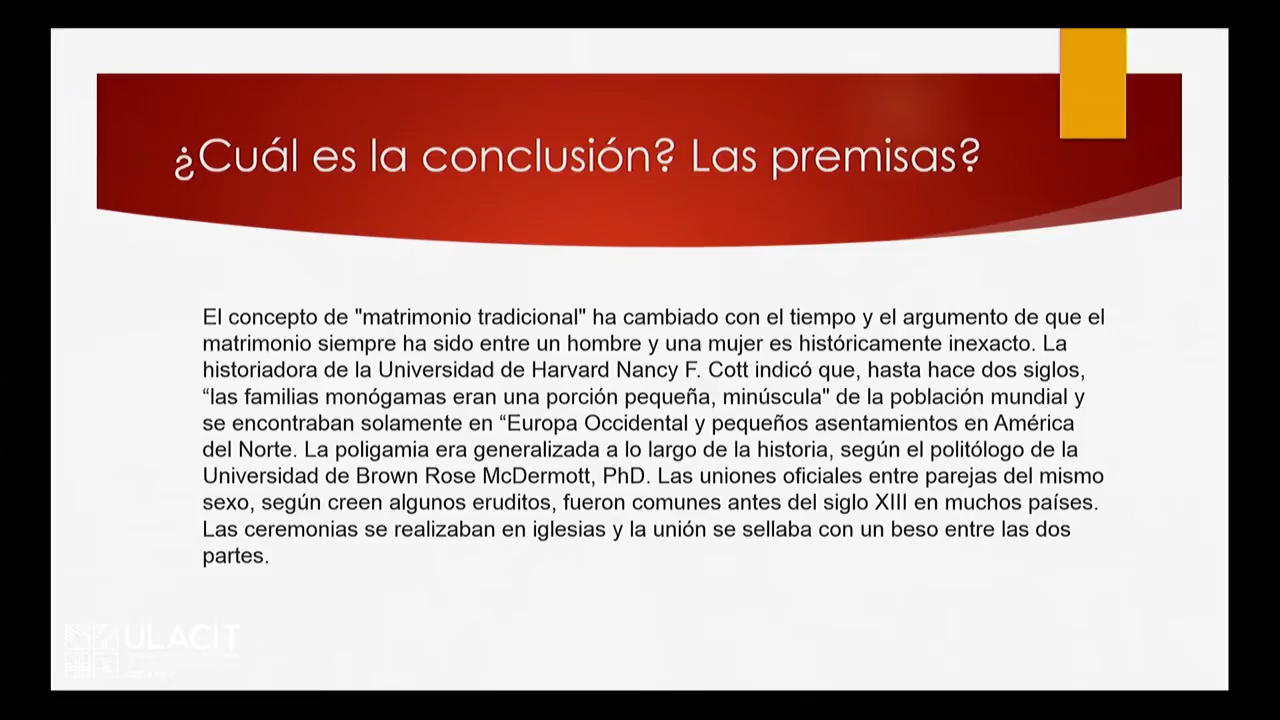 ¿Cuál es la conclusión? Las premisas?
El concepto de "matrimonio tradicional" ha cambiado con el tiempo y el argumento de que el
matrimonio siempre ha sido entre un hombre y una mujer es históricamente inexacto. La
historiadora de la Universidad de Harvard Nancy F. Cott indicó que, hasta hace dos siglos,
“las familias monógamas eran una porción pequeña, minúscula" de la población mundial y
se encontraban solamente en “Europa Occidental y pequeños asentamientos en América
del Norte. La poligamia era generalizada a lo largo de la historia, según el politólogo de la
Universidad de Brown Rose McDermott, PhD. Las uniones oficiales entre parejas del mismo
sexo, según creen algunos eruditos, fueron comunes antes del siglo XIII en muchos países.
Las ceremonias se realizaban en iglesias y la unión se sellaba con un beso entre las dos
partes.
ULACIT